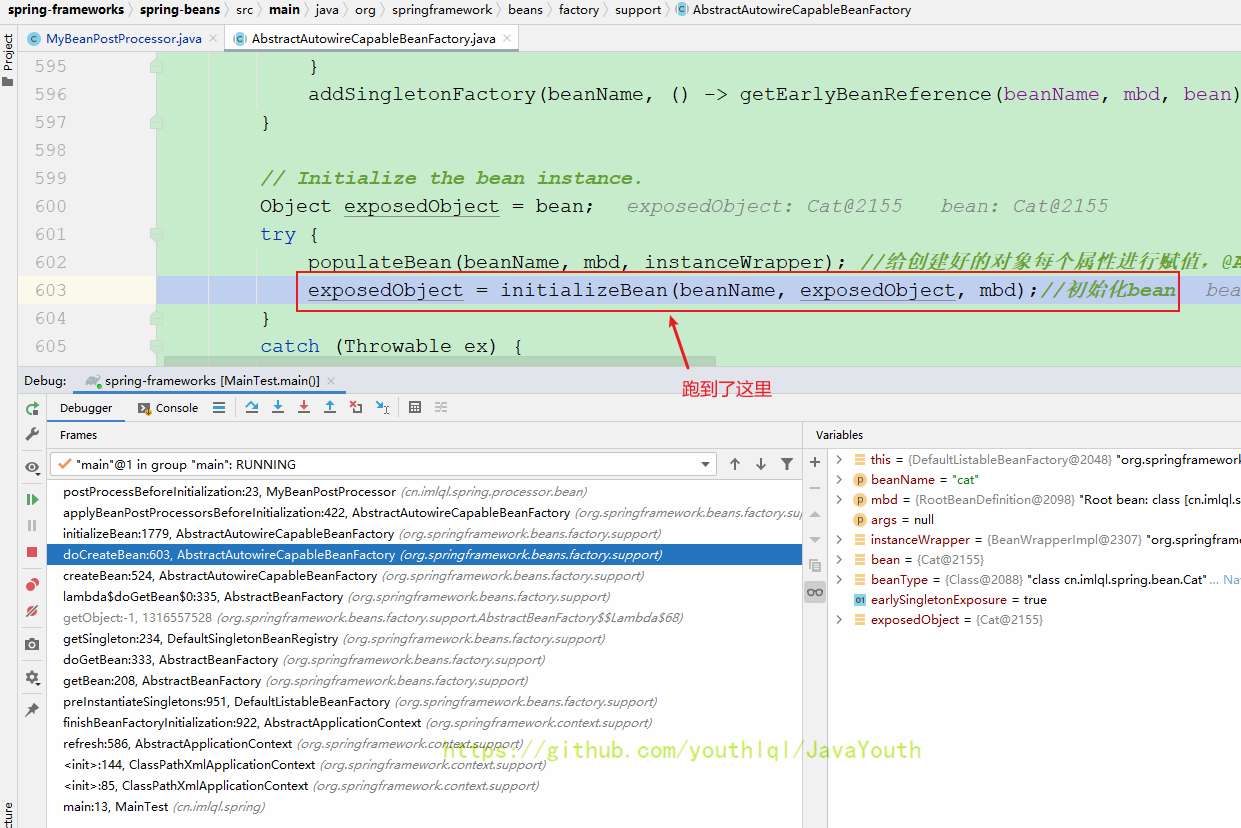 spring-frameworks spring-beans src main java org springframework beans factory support AbstractAutowireCapableBeanFactory
Project
MyBeanPostProcessor.java AbstractAutowireCapableBeanFactory.java
595 }
596 addSingletonFactory(beanName, () -> getEarlyBeanReference(beanName, mbd, bean)
597 }
598
599 // Initialize the bean instance.
600 Object exposedObject = bean; exposedObject: Cat@2155 bean: Cat@2155
601 try {
602 populateBean(beanName, mbd, instanceWrapper); //给创建好的对象每个属性进行赋值，@A
603 exposedObject = initializeBean(beanName, exposedObject, mbd);//初始化bean bea
604 }
605 catch (Throwable ex) {
跑到了这里
Debug: spring-frameworks [MainTest.main()]
Debugger Console
Frames
"main"@1 in group "main": RUNNING
postProcessBeforeInitialization:23, MyBeanPostProcessor (cn.imlql.spring.processor.bean)
applyBeanPostProcessorsBeforeInitialization:422, AbstractAutowireCapableBeanFactory (org.springframework.beans.factory.su
initializeBean:1779, AbstractAutowireCapableBeanFactory (org.springframework.beans.factory.support)
doCreateBean:603, AbstractAutowireCapableBeanFactory (org.springframework.beans.factory.support)
createBean:524, AbstractAutowireCapableBeanFactory (org.springframework.beans.factory.support)
lambda$doGetBean$0:335, AbstractBeanFactory (org.springframework.beans.factory.support)
getObject:-1, 1316557528 (org.springframework.beans.factory.support.AbstractBeanFactory$$Lambda$68)
getSingleton:234, DefaultSingletonBeanRegistry (org.springframework.beans.factory.support)
doGetBean:333, AbstractBeanFactory (org.springframework.beans.factory.support)
getBean:208, AbstractBeanFactory (org.springframework.beans.factory.support)
preInstantiateSingletons:951, DefaultListableBeanFactory (org.springframework.beans.factory.support)
finishBeanFactoryInitialization:922, AbstractApplicationContext (org.springframework.context.support)
refresh:586, AbstractApplicationContext (org.springframework.context.support)
<init>:144, ClassPathXmlApplicationContext (org.springframework.context.support)
<init>:85, ClassPathXmlApplicationContext (org.springframework.context.support)
main:13, MainTest (cn.imlql.spring)
https://github.com/youthlql/JavaYouth
Variables
this = {DefaultListableBeanFactory@2048} "org.springframework
beanName = "cat"
mbd = {RootBeanDefinition@2098} "Root bean: class [cn.imlql.s
args = null
instanceWrapper = {BeanWrapperImpl@2307} "org.springframe
bean = {Cat@2155}
beanType = {Class@2088} "class cn.imlql.spring.bean.Cat"... Na
earlySingletonExposure = true
exposedObject = {Cat@2155}
cture